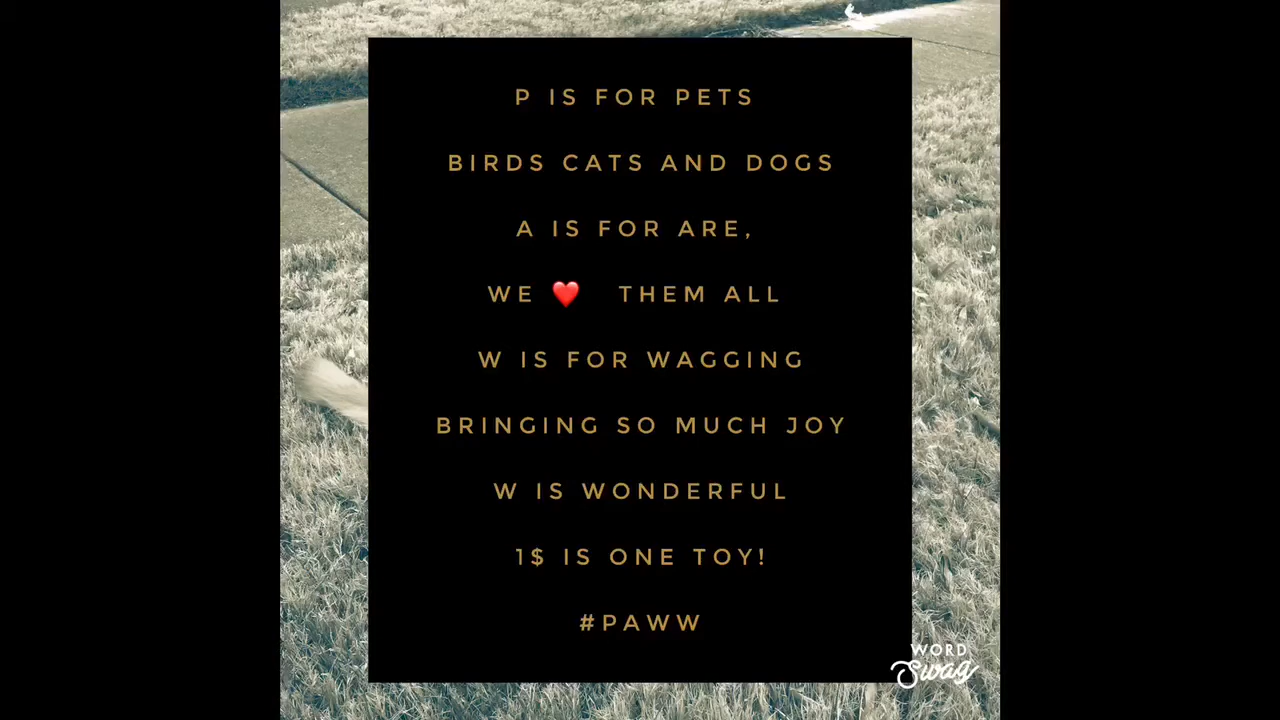 P IS FOR PETS
BIRDS CATS AND DOGS
A IS FOR ARE,
WE ❤️ THEM ALL
W IS FOR WAGGING
BRINGING SO MUCH JOY
W IS WONDERFUL
1$ IS ONE TOY!
#PAWW
WORD
Swag